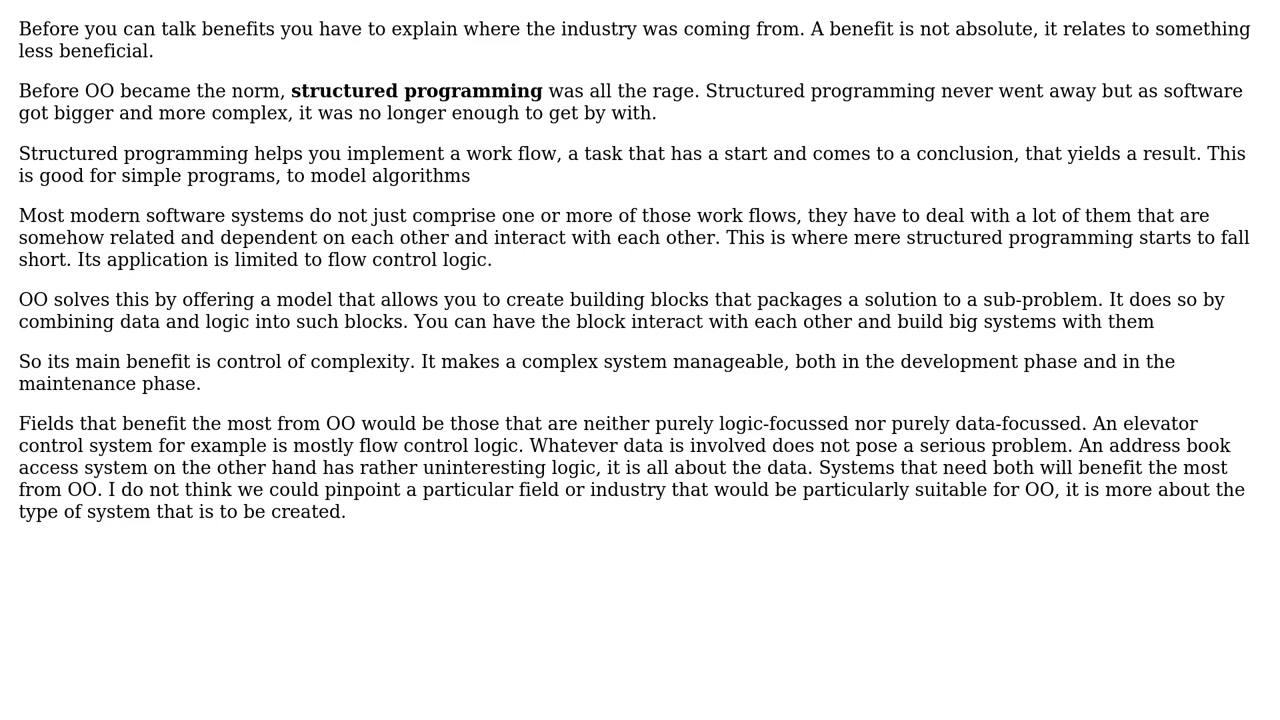 Before you can talk benefits you have to explain where the industry was coming from. A benefit is not absolute, it relates to something
less beneficial.
Before OO became the norm, structured programming was all the rage. Structured programming never went away but as software
got bigger and more complex, it was no longer enough to get by with.
Structured programming helps you implement a work flow, a task that has a start and comes to a conclusion, that yields a result. This
is good for simple programs, to model algorithms
Most modern software systems do not just comprise one or more of those work flows, they have to deal with a lot of them that are
somehow related and dependent on each other and interact with each other. This is where mere structured programming starts to fall
short. Its application is limited to flow control logic.
OO solves this by offering a model that allows you to create building blocks that packages a solution to a sub-problem. It does so by
combining data and logic into such blocks. You can have the block interact with each other and build big systems with them
So its main benefit is control of complexity. It makes a complex system manageable, both in the development phase and in the
maintenance phase.
Fields that benefit the most from OO would be those that are neither purely logic-focussed nor purely data-focussed. An elevator
control system for example is mostly flow control logic. Whatever data is involved does not pose a serious problem. An address book
access system on the other hand has rather uninteresting logic, it is all about the data. Systems that need both will benefit the most
from OO. I do not think we could pinpoint a particular field or industry that would be particularly suitable for OO, it is more about the
type of system that is to be created.